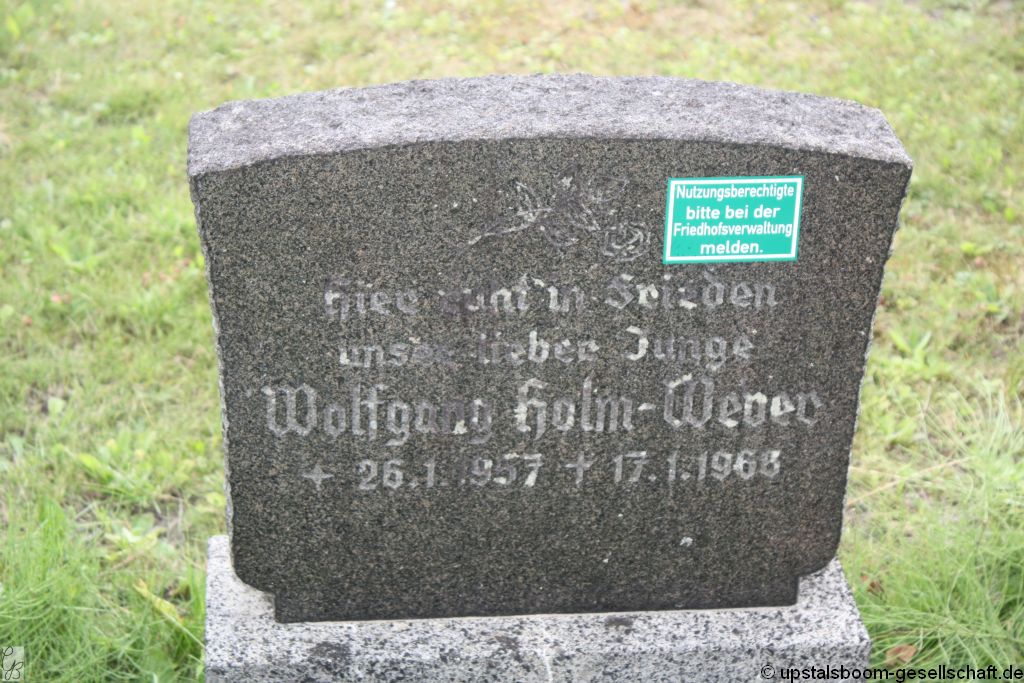 Nutzungsberechtigte
bitte bei der
Friedhofsverwaltung
melden.
Hier ruht in Frieden
unser lieber Junge
Wolfgang Holm-Weber
26.1.1957 † 17.1.1968
© upstalsboom-gesellschaft.de